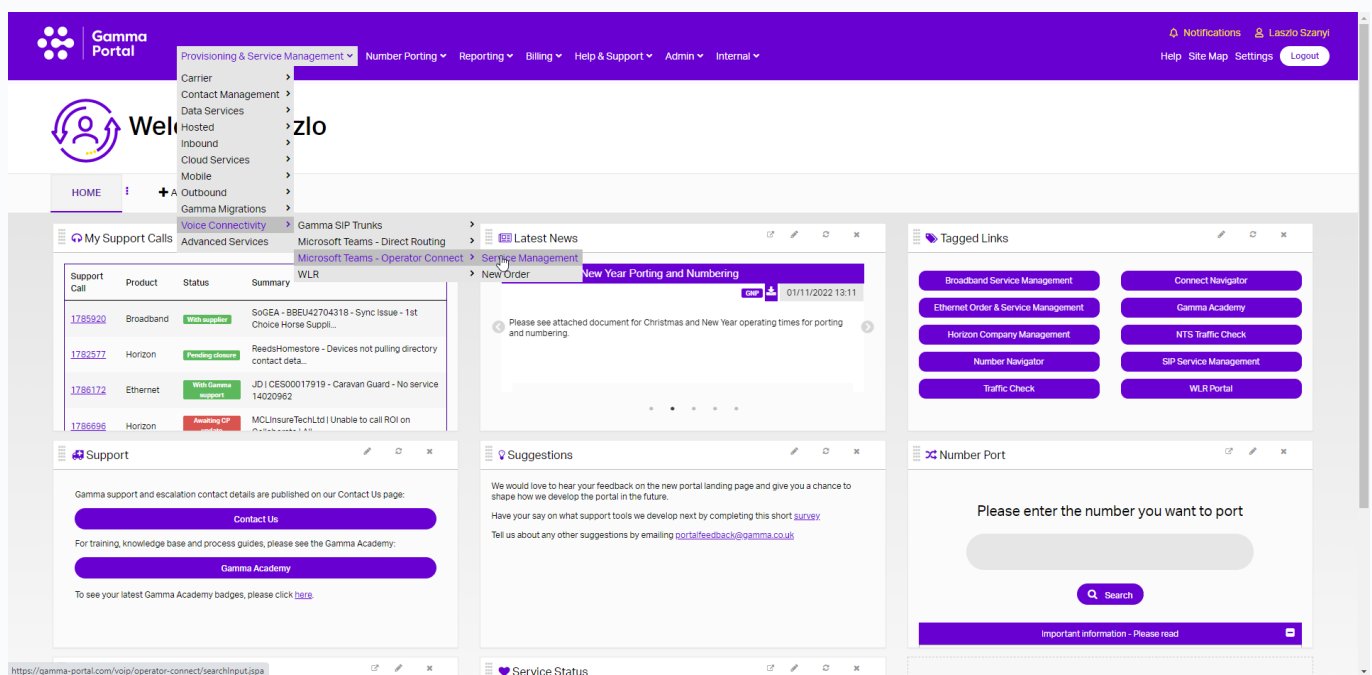 Gamma
Portal
Notifications Laszlo Szanyi
Provisioning & Service Management Number Porting Reporting Billing Help & Support Admin Internal
Help Site Map Settings Logout
Carrier
Contact Management
Data Services
Hosted
Inbound
Cloud Services
Mobile
Outbound
Gamma Migrations
Voice Connectivity
Advanced Services
Gamma SIP Trunks
Microsoft Teams - Direct Routing
Microsoft Teams - Operator Connect
WLR
Service Management
New Order
HOME
My Support Calls
Support Call Product Status Summary
1785920 Broadband With supplier SoGEA - BBEU42704318 - Sync Issue - 1st
Choice Horse Suppli...
1782577 Horizon Pending closure ReedsHomestore - Devices not pulling directory
contact deta...
1786172 Ethernet With Gamma support JD | CES00017919 - Caravan Guard - No service
14020962
1786696 Horizon Awaiting CP MCLInsureTechLtd | Unable to call ROI on
Latest News
New Year Porting and Numbering
GNP 01/11/2022 13:11
Please see attached document for Christmas and New Year operating times for porting
and numbering.
Tagged Links
Broadband Service Management Connect Navigator
Ethernet Order & Service Management Gamma Academy
Horizon Company Management NTS Traffic Check
Number Navigator SIP Service Management
Traffic Check WLR Portal
Support
Gamma support and escalation contact details are published on our Contact Us page:
Contact Us
For training, knowledge base and process guides, please see the Gamma Academy:
Gamma Academy
To see your latest Gamma Academy badges, please click here.
Suggestions
We would love to hear your feedback on the new portal landing page and give you a chance to
shape how we develop the portal in the future.
Have your say on what support tools we develop next by completing this short survey
Tell us about any other suggestions by emailing portalfeedback@gamma.co.uk
Number Port
Please enter the number you want to port
Search
Important information - Please read
https://gamma-portal.com/voip/operator-connect/searchInput.jspa
Service Status